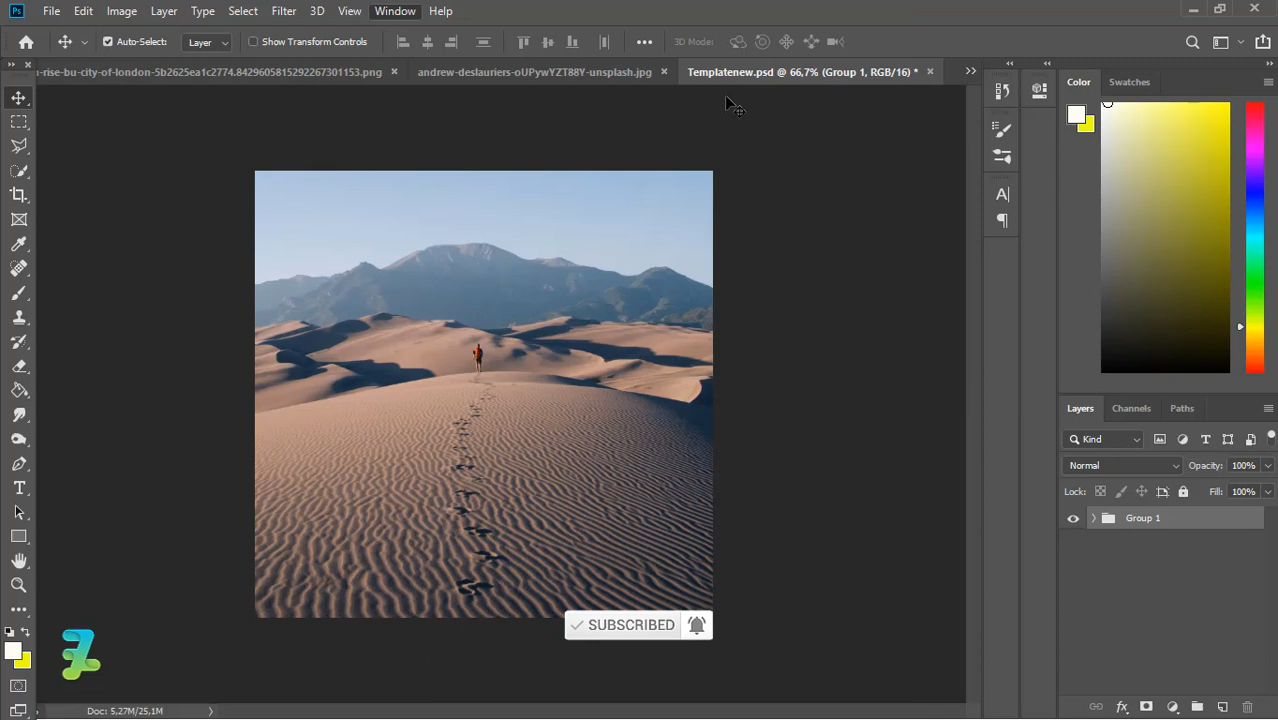 Ps File Edit Image Layer Type Select Filter 3D View Window Help
Auto-Select: Layer Show Transform Controls 3D Mode:
-rise-bu-city-of-london-5b2625ea1c2774.842960581592267301153.png andrew-deslauriers-oUPywYZT88Y-unsplash.jpg Templatenew.psd @ 66,7% (Group 1, RGB/16) *
Color Swatches
Layers Channels Paths
Kind
Normal Opacity: 100%
Lock: Fill: 100%
Group 1
SUBSCRIBED
Doc: 5,27M/25,1M